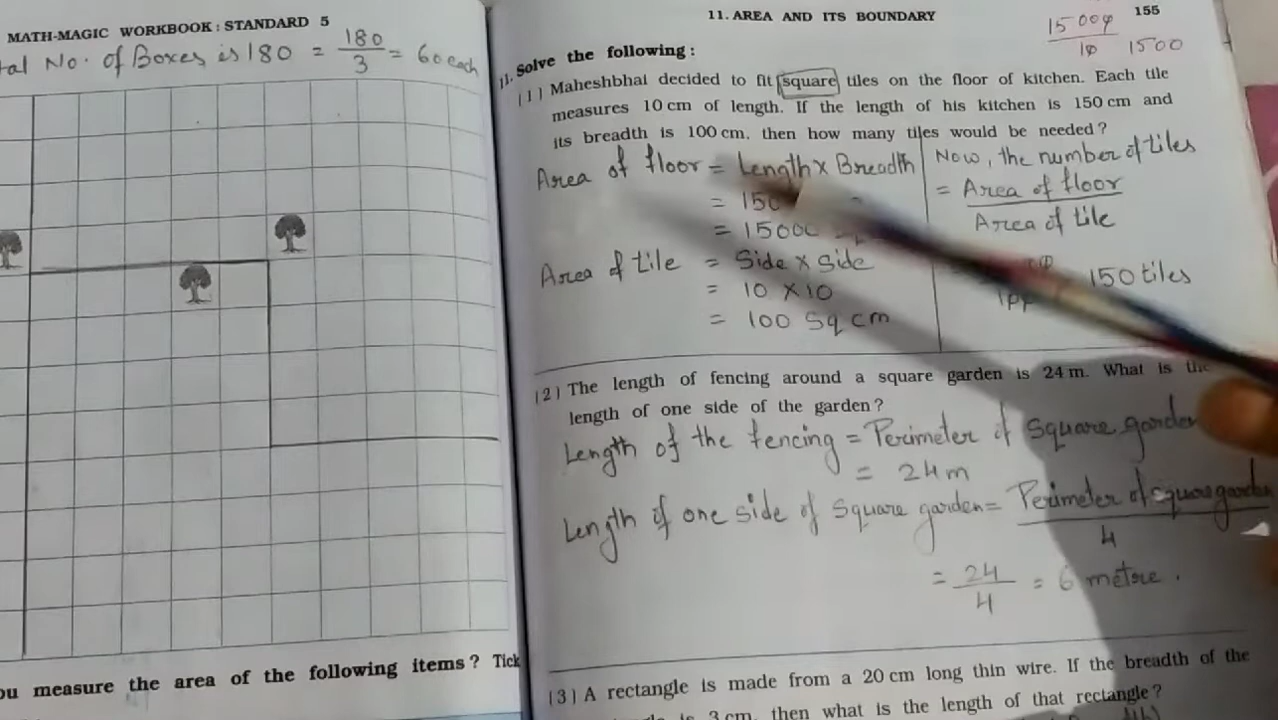 MATH-MAGIC WORKBOOK : STANDARD 5
No. of Boxes is 180 = 180/3 = 60 each
ou measure the area of the following items ? Tick
11. AREA AND ITS BOUNDARY
155
1500
11. Solve the following :
(1) Maheshbhai decided to fit square tiles on the floor of kitchen. Each tile
measures 10 cm of length. If the length of his kitchen is 150 cm and
its breadth is 100 cm, then how many tiles would be needed ?
Area of floor = Length x Breadth
= 150
= 1500
Area of tile = Side x Side
= 10 x 10
= 100 Sq cm
Now, the number of tiles
= Area of floor
Area of tile
150 tiles
(2) The length of fencing around a square garden is 24 m. What is the
length of one side of the garden ?
Length of the fencing = Perimeter of square garden
= 24 m
Length of one side of square garden = Perimeter of square garden
4
= 24/4 = 6 metre.
(3) A rectangle is made from a 20 cm long thin wire. If the breadth of the
is 3 cm, then what is the length of that rectangle ?